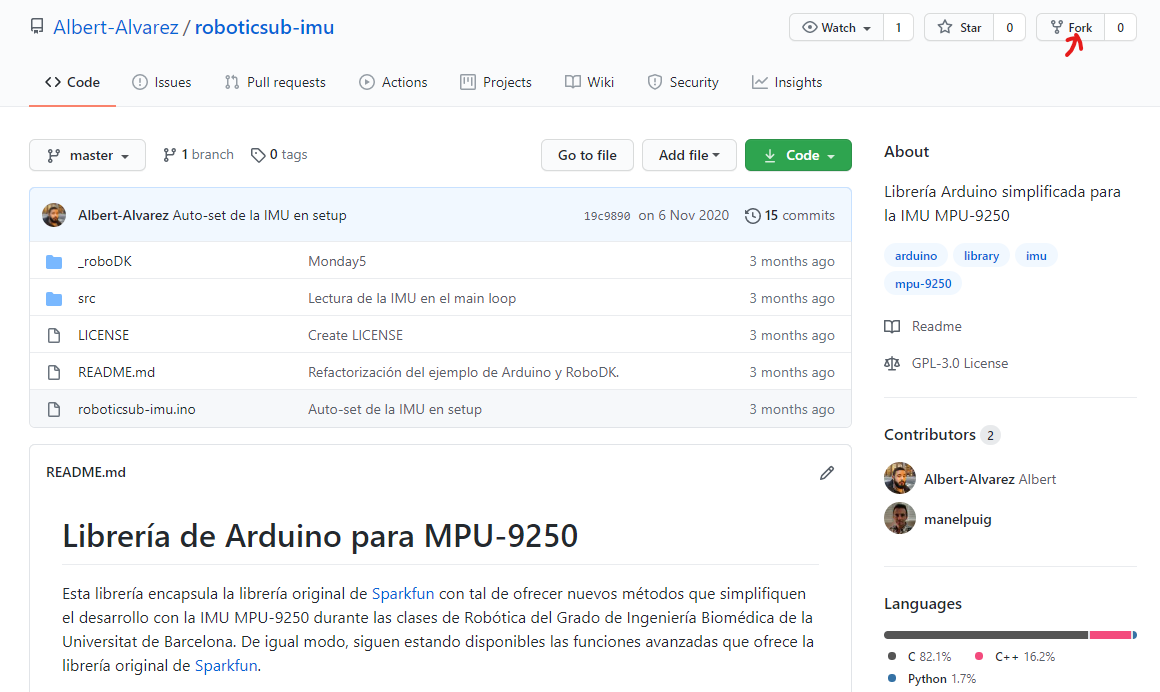 Albert-Alvarez / roboticsub-imu
Watch 1 Star 0 Fork 0
Code Issues Pull requests Actions Projects Wiki Security Insights
master 1 branch 0 tags Go to file Add file Code
Albert-Alvarez Auto-set de la IMU en setup 19c9890 on 6 Nov 2020 15 commits
_roboDK Monday5 3 months ago
src Lectura de la IMU en el main loop 3 months ago
LICENSE Create LICENSE 3 months ago
README.md Refactorización del ejemplo de Arduino y RoboDK. 3 months ago
roboticsub-imu.ino Auto-set de la IMU en setup 3 months ago
README.md
Librería de Arduino para MPU-9250
Esta librería encapsula la librería original de Sparkfun con tal de ofrecer nuevos métodos que simplifiquen
el desarrollo con la IMU MPU-9250 durante las clases de Robótica del Grado de Ingeniería Biomédica de la
Universitat de Barcelona. De igual modo, siguen estando disponibles las funciones avanzadas que ofrece la
librería original de Sparkfun.
About
Librería Arduino simplificada para
la IMU MPU-9250
arduino library imu
mpu-9250
Readme
GPL-3.0 License
Contributors 2
Albert-Alvarez Albert
manelpuig
Languages
C 82.1% C++ 16.2%
Python 1.7%